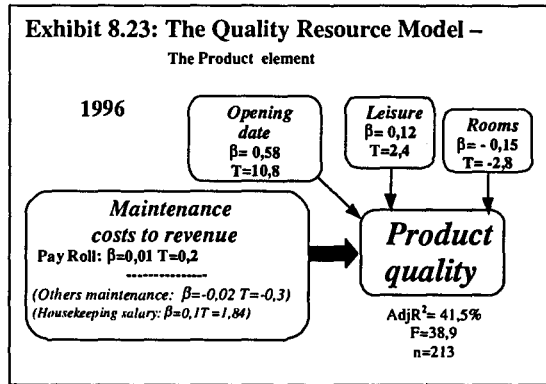 Exhibit 8.23: The Quality Resource Model –
The Product element
1996
Opening
date
β= 0,58
T=10,8
Leisure
β= 0,12
T=2,4
Rooms
β= - 0,15
T= -2,8
Maintenance
costs to revenue
Pay Roll: β=0,01 T=0,2
--------------
(Others maintenance: β=-0,02 T=-0,3)
(Housekeeping salary: β=0,1T=1,84)
Product
quality
AdjR²= 41,5%
F=38,9
n=213